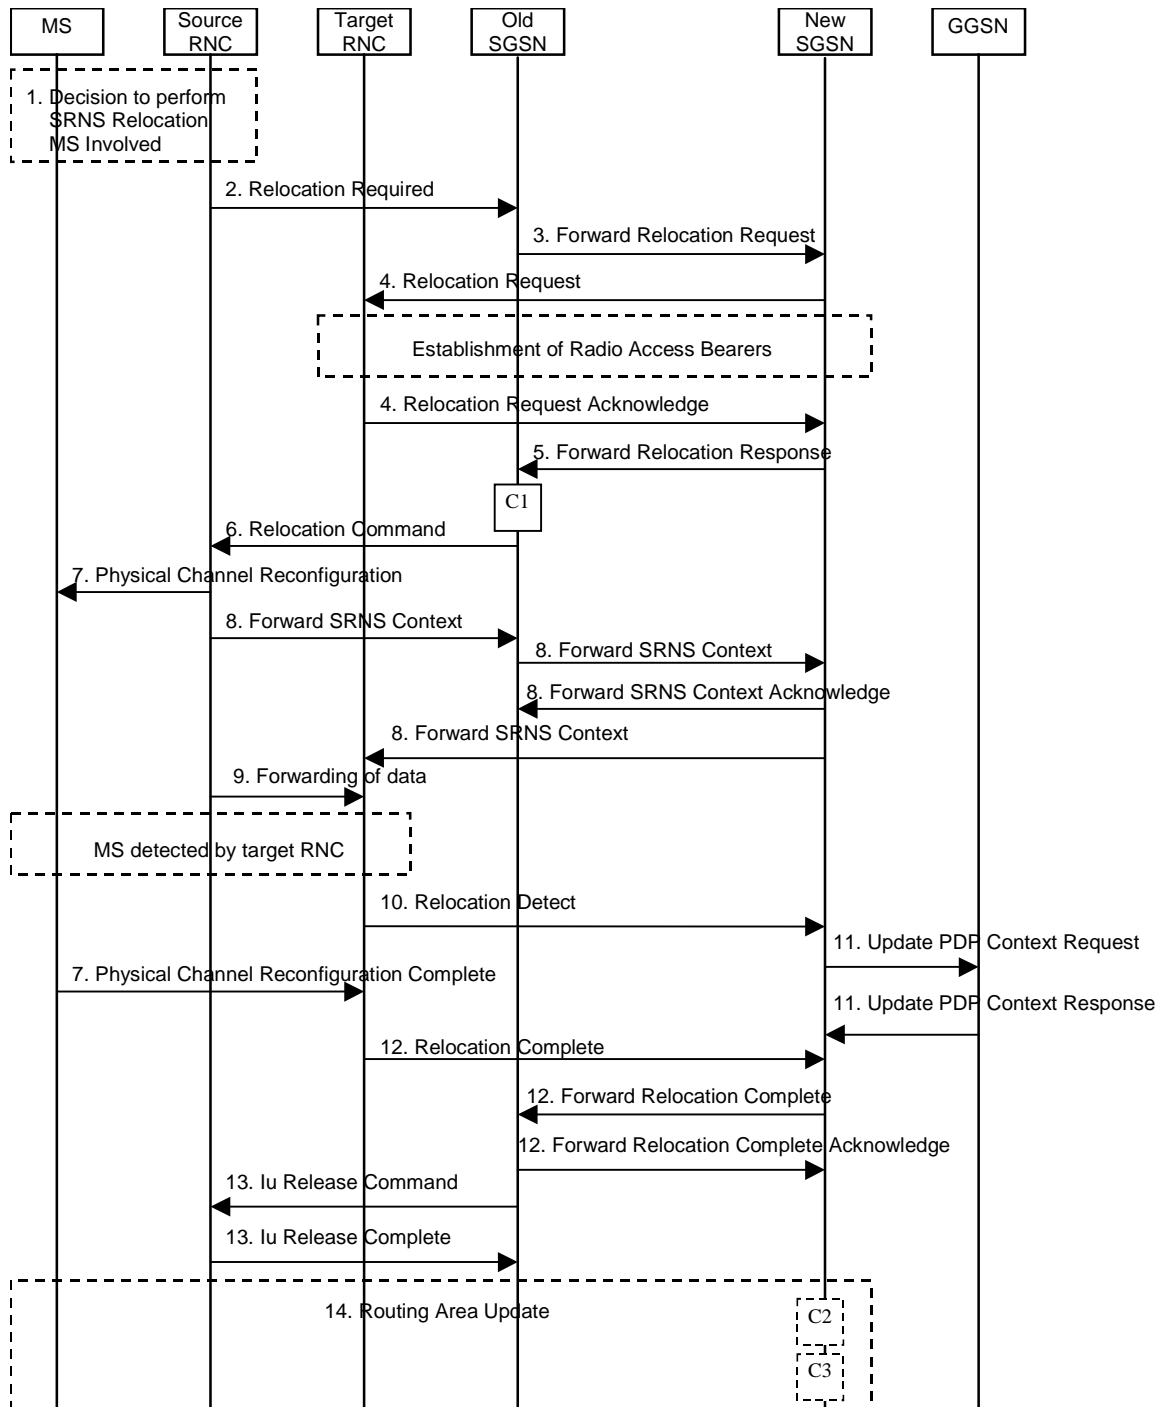 MS
Source
RNC
Target
RNC
Old
SGSN
New
SGSN
GGSN
1. Decision to perform
SRNS Relocation
MS Involved
2. Relocation Required
3. Forward Relocation Request
4. Relocation Request
Establishment of Radio Access Bearers
4. Relocation Request Acknowledge
5. Forward Relocation Response
C1
6. Relocation Command
7. Physical Channel Reconfiguration
8. Forward SRNS Context
8. Forward SRNS Context
8. Forward SRNS Context Acknowledge
8. Forward SRNS Context
9. Forwarding of data
MS detected by target RNC
10. Relocation Detect
11. Update PDP Context Request
7. Physical Channel Reconfiguration Complete
11. Update PDP Context Response
12. Relocation Complete
12. Forward Relocation Complete
12. Forward Relocation Complete Acknowledge
13. Iu Release Command
13. Iu Release Complete
14. Routing Area Update
C2
C3